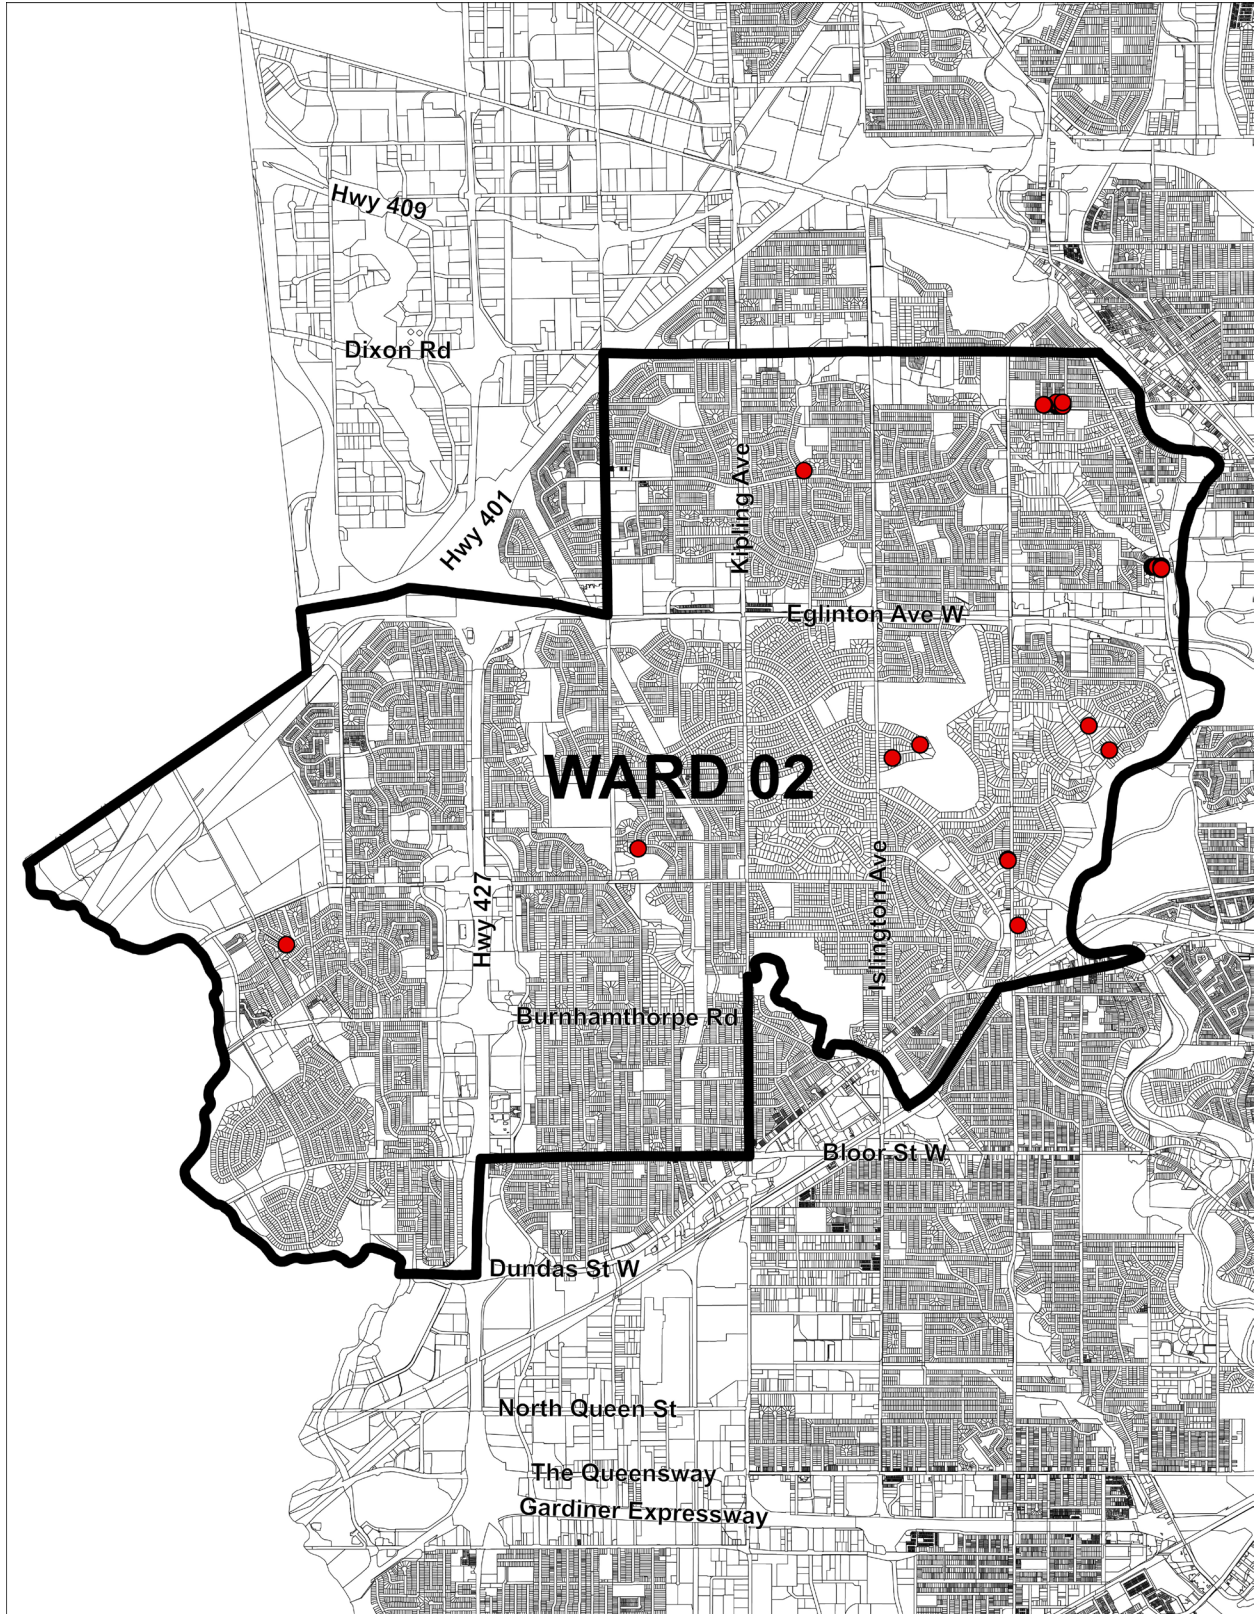 Hwy 409
Dixon Rd
Kipling Ave
Hwy 401
Eglinton Ave W
WARD 02
Islington Ave
Hwy 427
Burnhamthorpe Rd
Bloor St W
Dundas St W
North Queen St
The Queensway
Gardiner Expressway